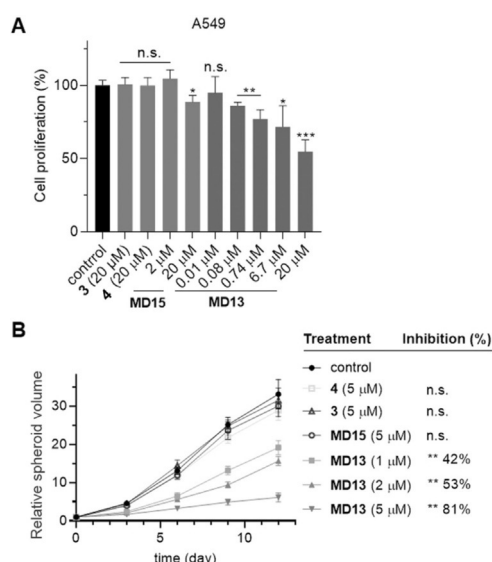 A
A549
n.s.
n.s.
*
**
*
***
100
50
0
Cell proliferation (%)
contrrol
3 (20 µM)
4 (20 µM)
2 µM
20 µM
0.01 µM
0.08 µM
0.74 µM
6.7 µM
20 µM
MD15
MD13
B
Treatment Inhibition (%)
control
4 (5 µM) n.s.
3 (5 µM) n.s.
MD15 (5 µM) n.s.
MD13 (1 µM) ** 42%
MD13 (2 µM) ** 53%
MD13 (5 µM) ** 81%
Relative spheroid volume
30
20
10
0
0 5 10
time (day)